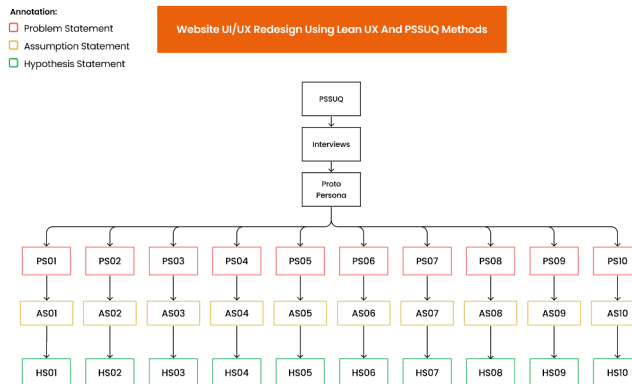 Annotation:
Problem Statement
Assumption Statement
Hypothesis Statement
Website UI/UX Redesign Using Lean UX And PSSUQ Methods
PSSUQ
Interviews
Proto
Persona
PS01 PS02 PS03 PS04 PS05 PS06 PS07 PS08 PS09 PS10
AS01 AS02 AS03 AS04 AS05 AS06 AS07 AS08 AS09 AS10
HS01 HS02 HS03 HS04 HS05 HS06 HS07 HS08 HS09 HS10